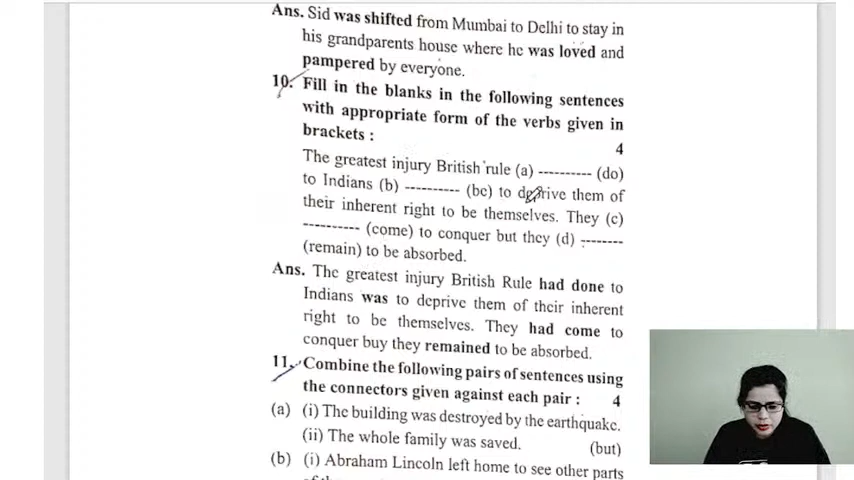 Ans. Sid was shifted from Mumbai to Delhi to stay in
his grandparents house where he was loved and
pampered by everyone.
10. Fill in the blanks in the following sentences
with appropriate form of the verbs given in
brackets : 4
The greatest injury British rule (a) ---------- (do)
to Indians (b) ---------- (be) to deprive them of
their inherent right to be themselves. They (c)
---------- (come) to conquer but they (d) --------
(remain) to be absorbed.
Ans. The greatest injury British Rule had done to
Indians was to deprive them of their inherent
right to be themselves. They had come to
conquer buy they remained to be absorbed.
11. Combine the following pairs of sentences using
the connectors given against each pair : 4
(a) (i) The building was destroyed by the earthquake.
(ii) The whole family was saved. (but)
(b) (i) Abraham Lincoln left home to see other parts